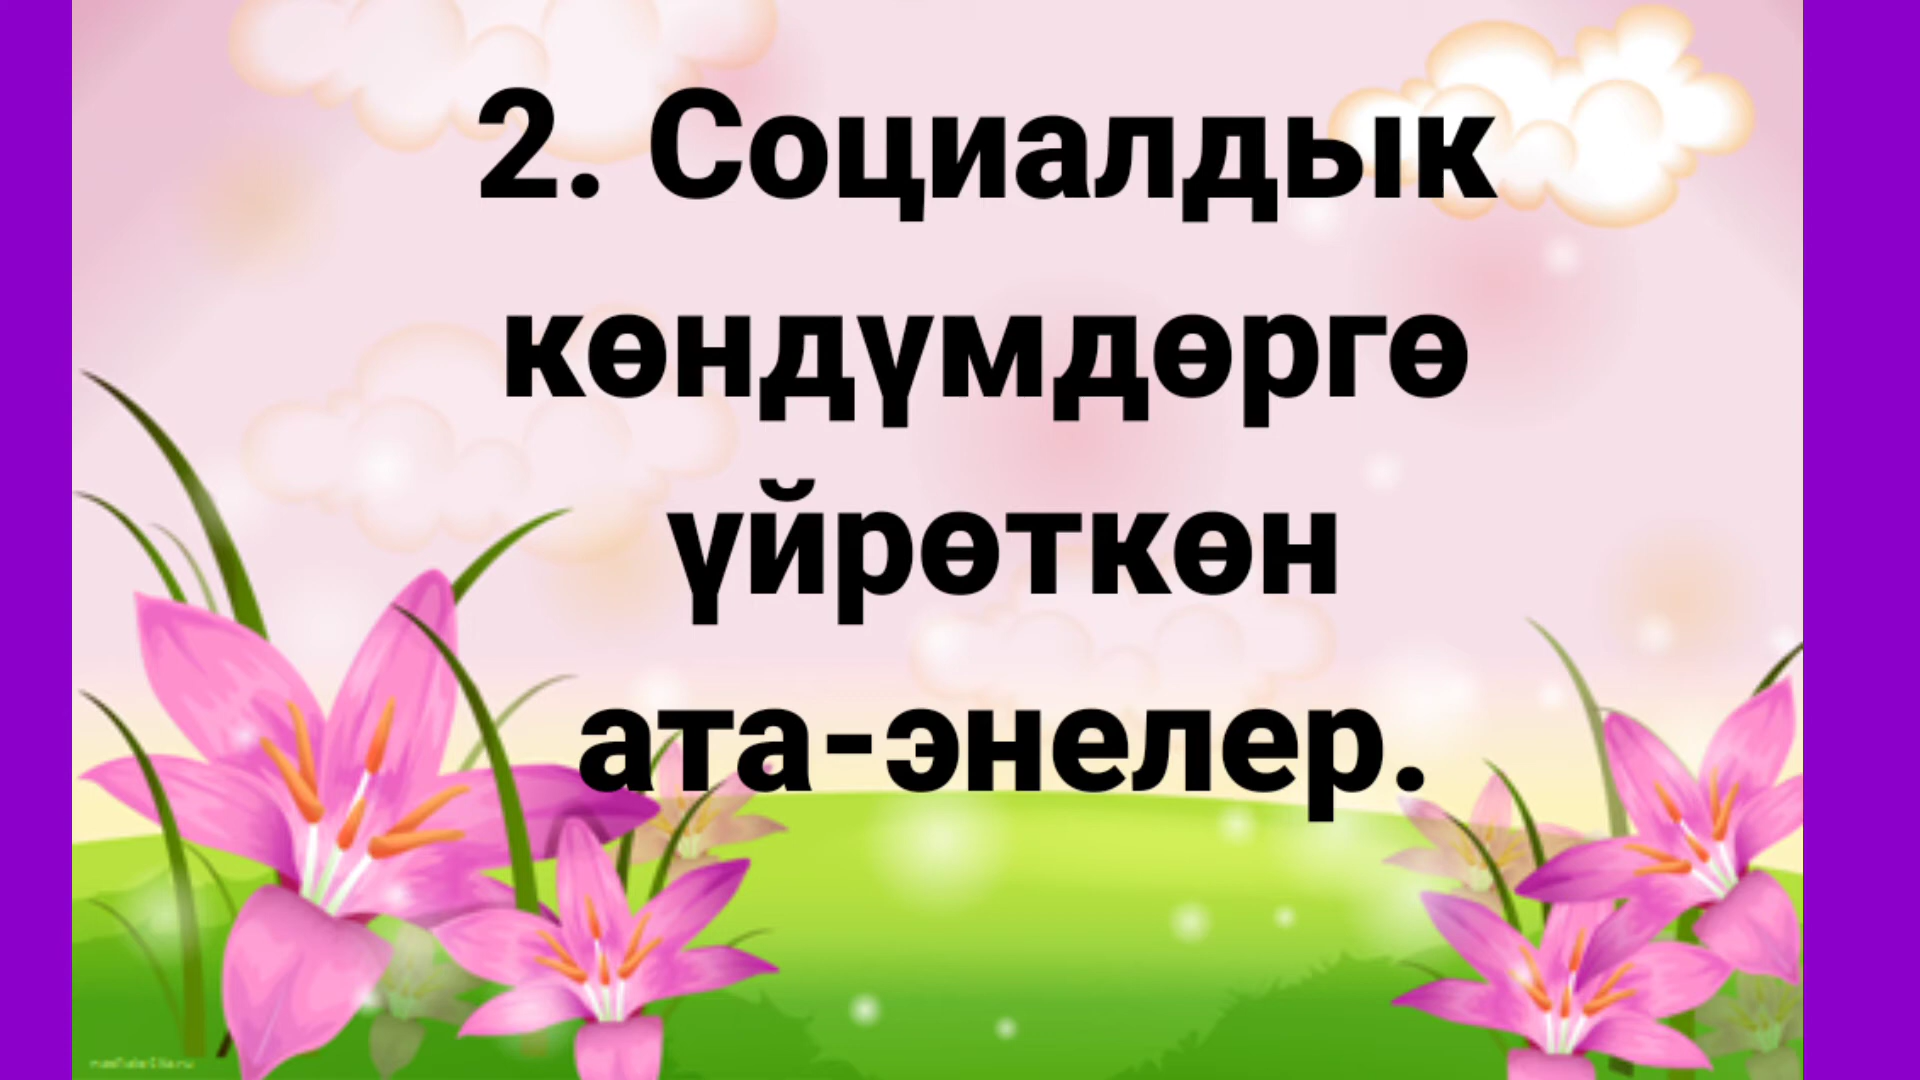 2. Социалдык
көндүмдөргө
үйрөткөн
ата-энелер.